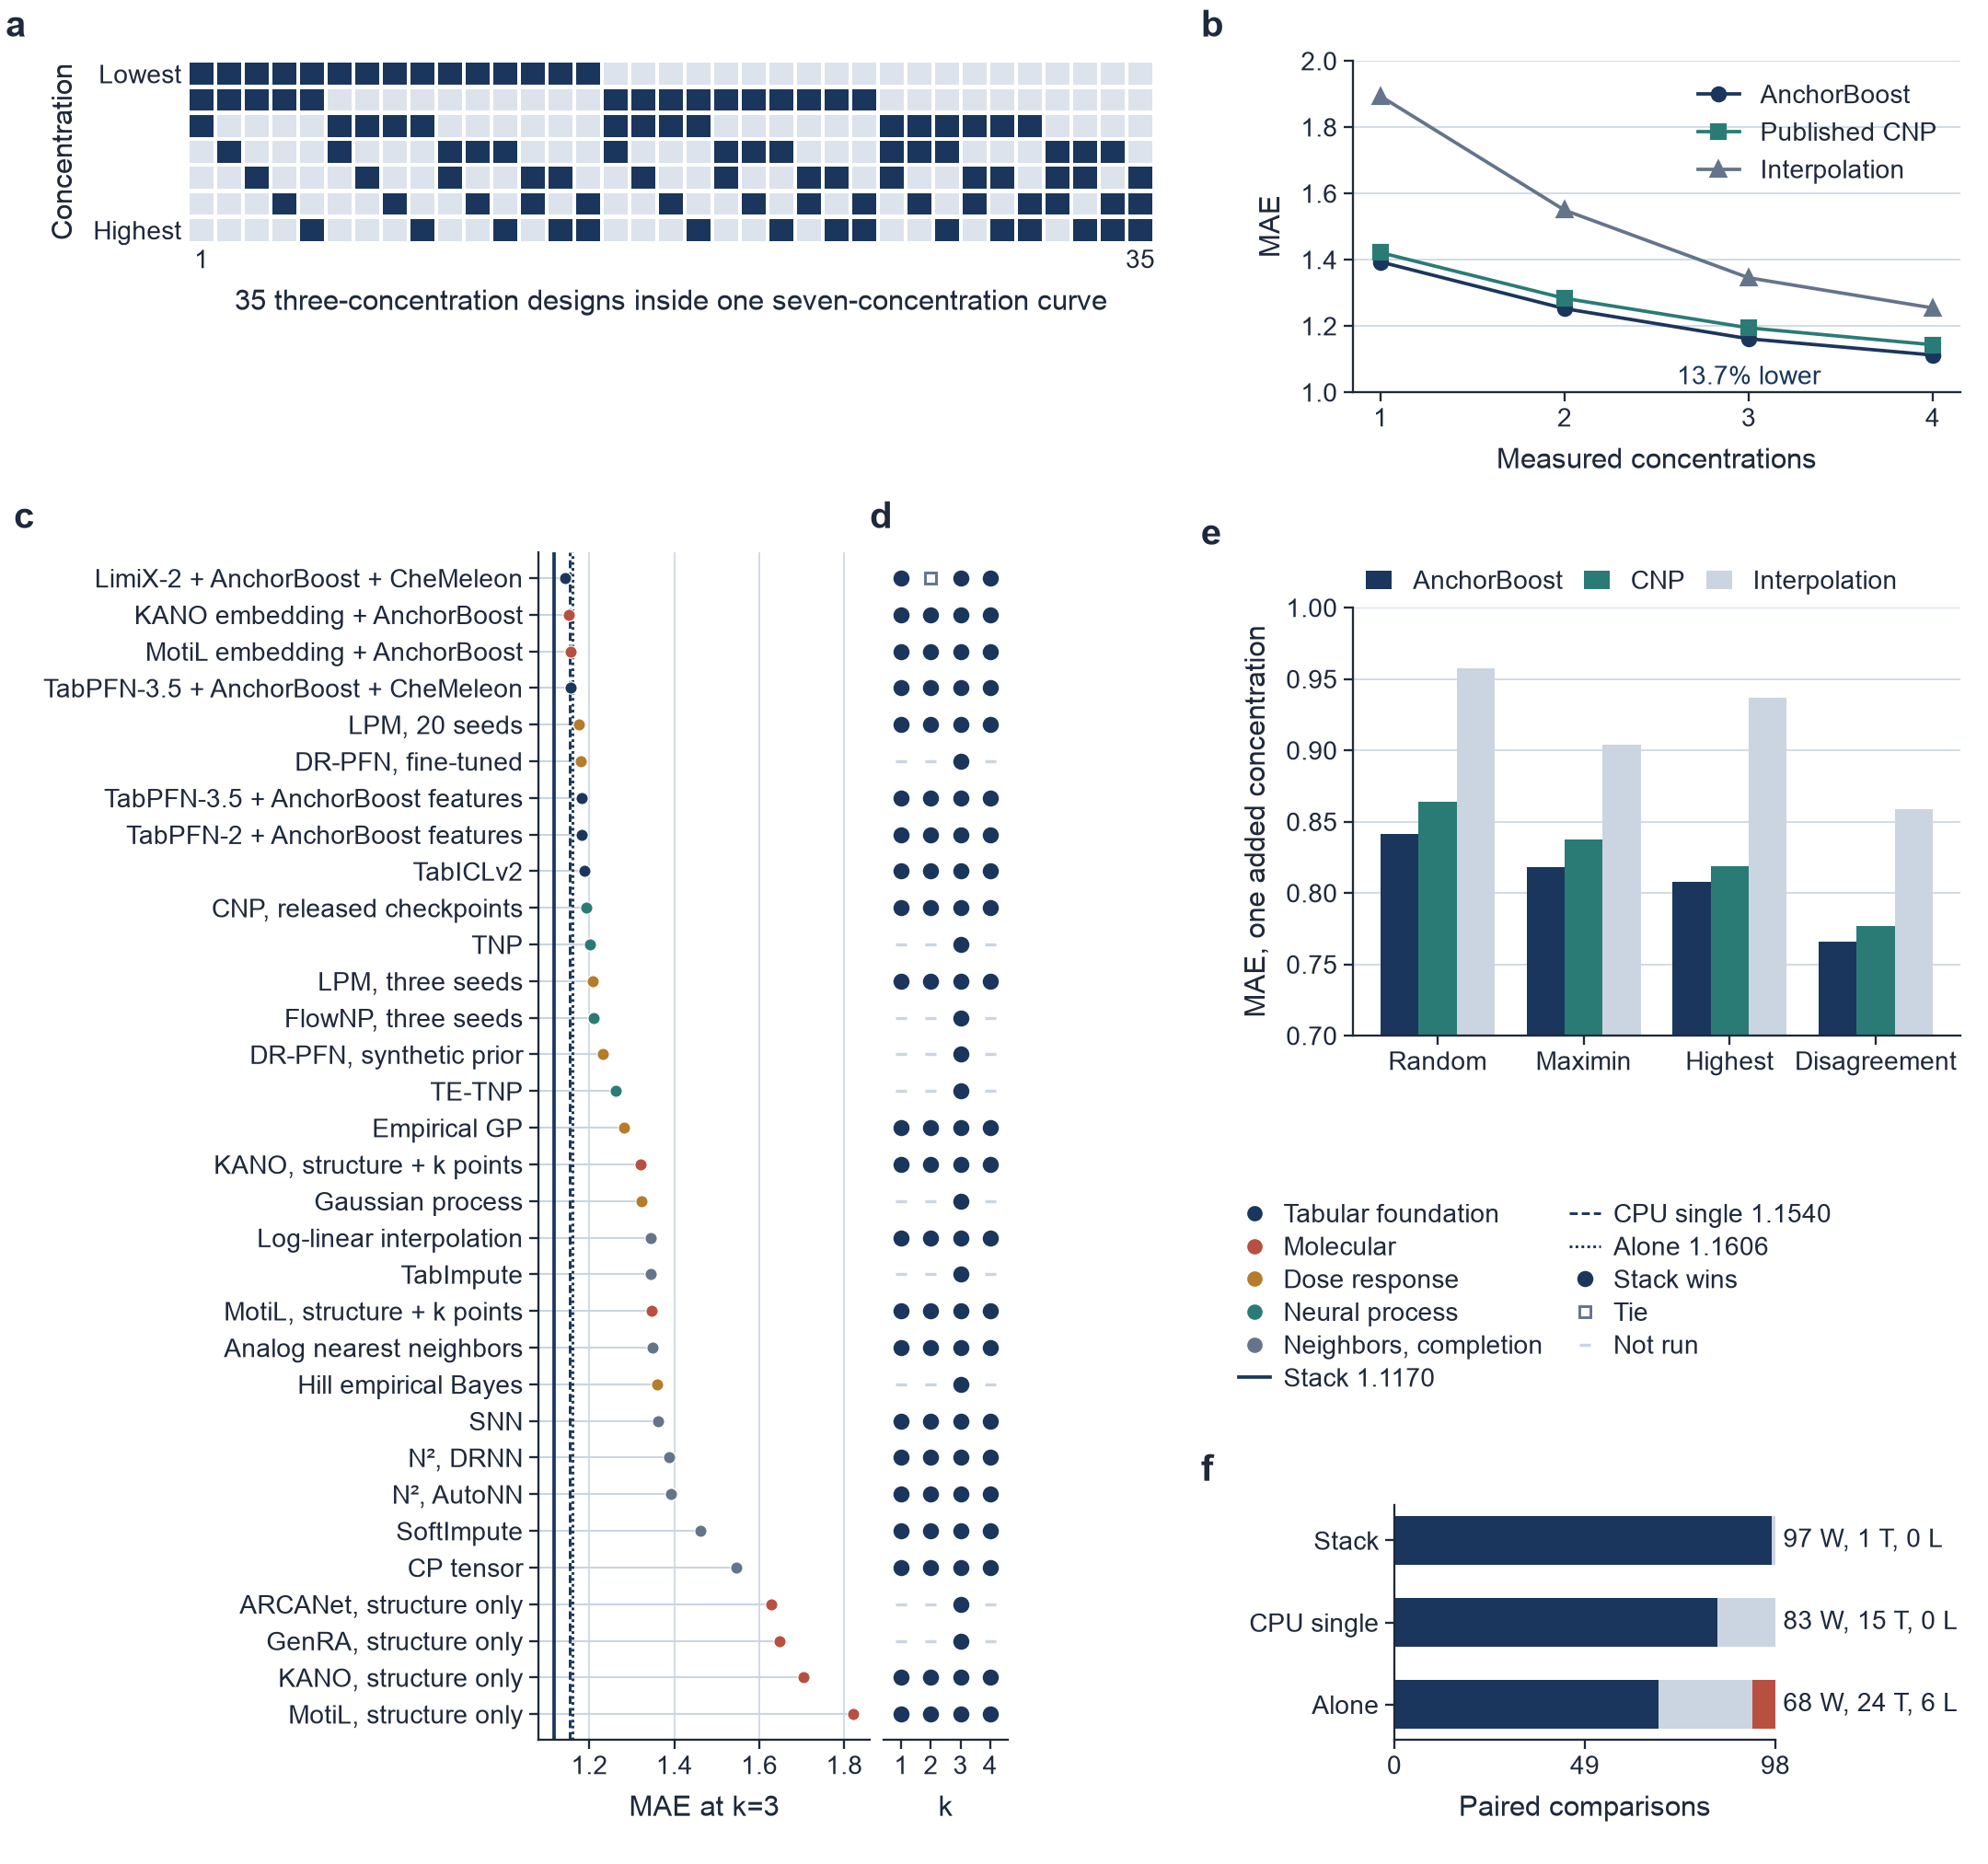 a
Concentration
Lowest
Highest
1
35
35 three-concentration designs inside one seven-concentration curve
b
MAE
2.0
1.8
1.6
1.4
1.2
1.0
AnchorBoost
Published CNP
Interpolation
13.7% lower
1
2
3
4
Measured concentrations
c
LimiX-2 + AnchorBoost + CheMeleon
KANO embedding + AnchorBoost
MotiL embedding + AnchorBoost
TabPFN-3.5 + AnchorBoost + CheMeleon
LPM, 20 seeds
DR-PFN, fine-tuned
TabPFN-3.5 + AnchorBoost features
TabPFN-2 + AnchorBoost features
TabICLv2
CNP, released checkpoints
TNP
LPM, three seeds
FlowNP, three seeds
DR-PFN, synthetic prior
TE-TNP
Empirical GP
KANO, structure + k points
Gaussian process
Log-linear interpolation
TabImpute
MotiL, structure + k points
Analog nearest neighbors
Hill empirical Bayes
SNN
N², DRNN
N², AutoNN
SoftImpute
CP tensor
ARCANet, structure only
GenRA, structure only
KANO, structure only
MotiL, structure only
1.2
1.4
1.6
1.8
MAE at k=3
d
1
2
3
4
k
e
AnchorBoost
CNP
Interpolation
MAE, one added concentration
1.00
0.95
0.90
0.85
0.80
0.75
0.70
Random
Maximin
Highest
Disagreement
Tabular foundation
Molecular
Dose response
Neural process
Neighbors, completion
Stack 1.1170
CPU single 1.1540
Alone 1.1606
Stack wins
Tie
Not run
f
Stack
97 W, 1 T, 0 L
CPU single
83 W, 15 T, 0 L
Alone
68 W, 24 T, 6 L
0
49
98
Paired comparisons